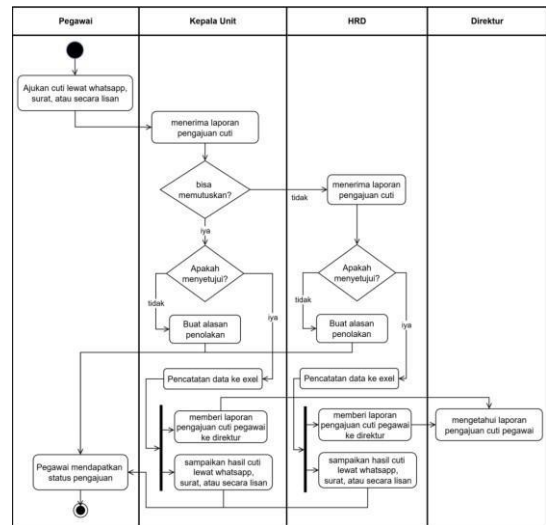 Pegawai
Kepala Unit
HRD
Direktur
Ajukan cuti lewat whatsapp,
surat, atau secara lisan
menerima laporan
pengajuan cuti
bisa
memutuskan?
tidak
menerima laporan
pengajuan cuti
iya
Apakah
menyetujui?
Apakah
menyetujui?
tidak
tidak
iya
iya
Buat alasan
penolakan
Buat alasan
penolakan
Pencatatan data ke exel
Pencatatan data ke exel
memberi laporan
pengajuan cuti pegawai
ke direktur
memberi laporan
pengajuan cuti pegawai
ke direktur
mengetahui laporan
pengajuan cuti pegawai
Pegawai mendapatkan
status pengajuan
sampaikan hasil cuti
lewat whatsapp,
surat, atau secara lisan
sampaikan hasil cuti
lewat whatsapp,
surat, atau secara lisan